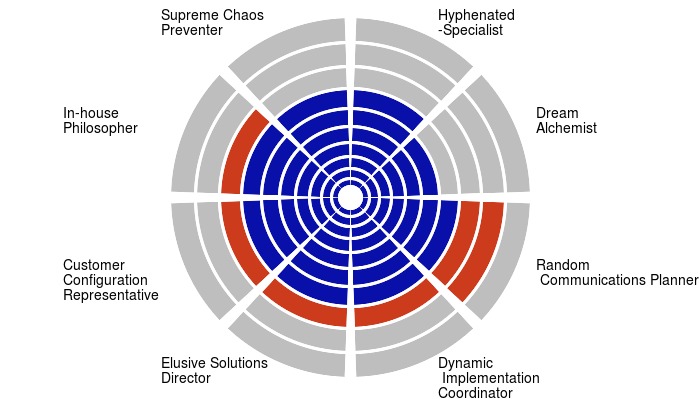 Supreme Chaos
Preventer
Hyphenated
-Specialist
In-house
Philosopher
Dream
Alchemist
Customer
Configuration
Representative
Random
Communications Planner
Elusive Solutions
Director
Dynamic
Implementation
Coordinator